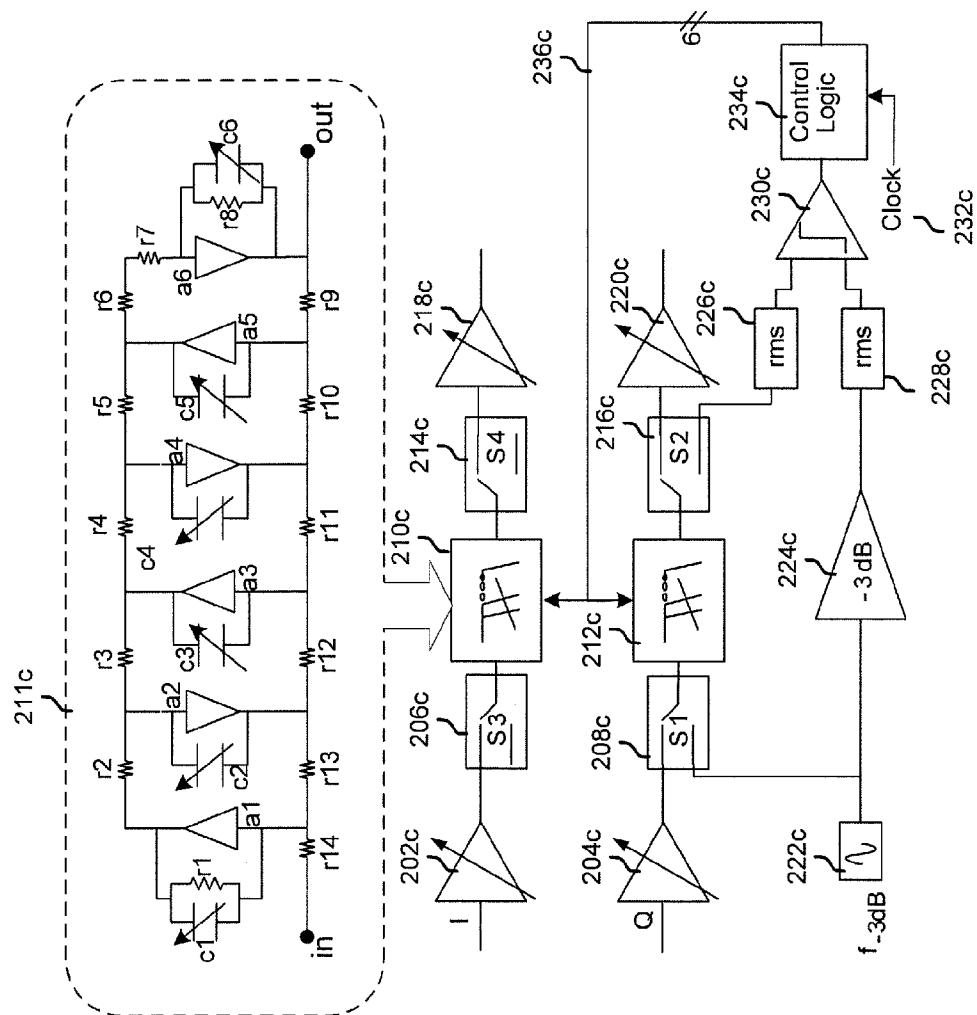 211c
r2
r3
r4
r5
r6
r7
c1
r1
a1
a2
c2
c3
a3
c4
a4
c5
a5
a6
r8
c6
in
r14
r13
r12
r11
r10
r9
out
I
202c
206c
S3
210c
214c
S4
218c
236c
6
Q
204c
208c
S1
212c
216c
S2
220c
226c
rms
230c
234c
Control
Logic
f-3dB
222c
224c
-3 dB
rms
228c
Clock
232c